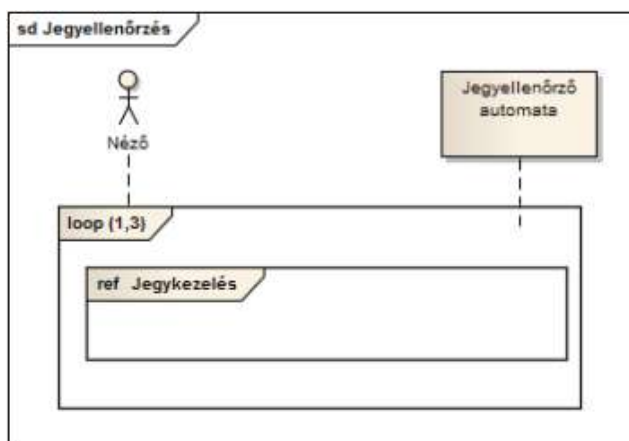 sd Jegyellenőrzés
Néző
Jegyellenőrző
automata
loop (1,3)
ref Jegykezelés